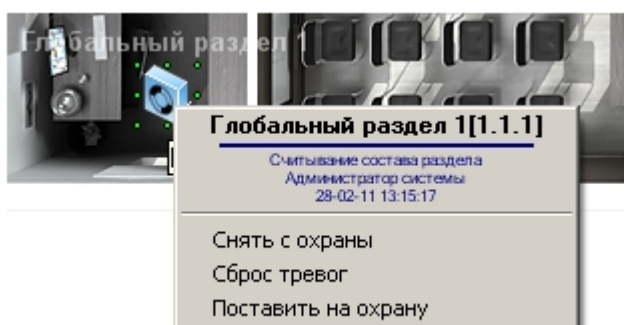 Глобальный раздел 1
Глобальный раздел 1[1.1.1]
Считывание состава раздела
Администратор системы
28-02-11 13:15:17
Снять с охраны
Сброс тревог
Поставить на охрану